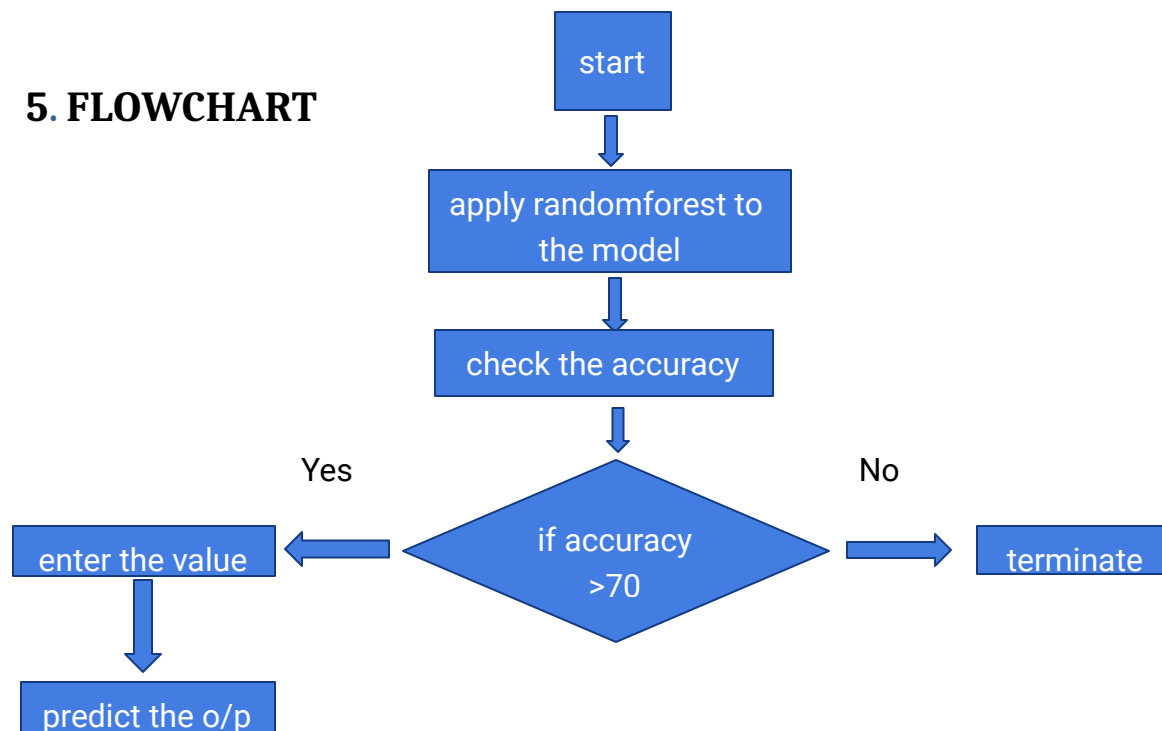 start
5. FLOWCHART
apply randomforest to
the model
check the accuracy
Yes
No
if accuracy
>70
enter the value
terminate
predict the o/p